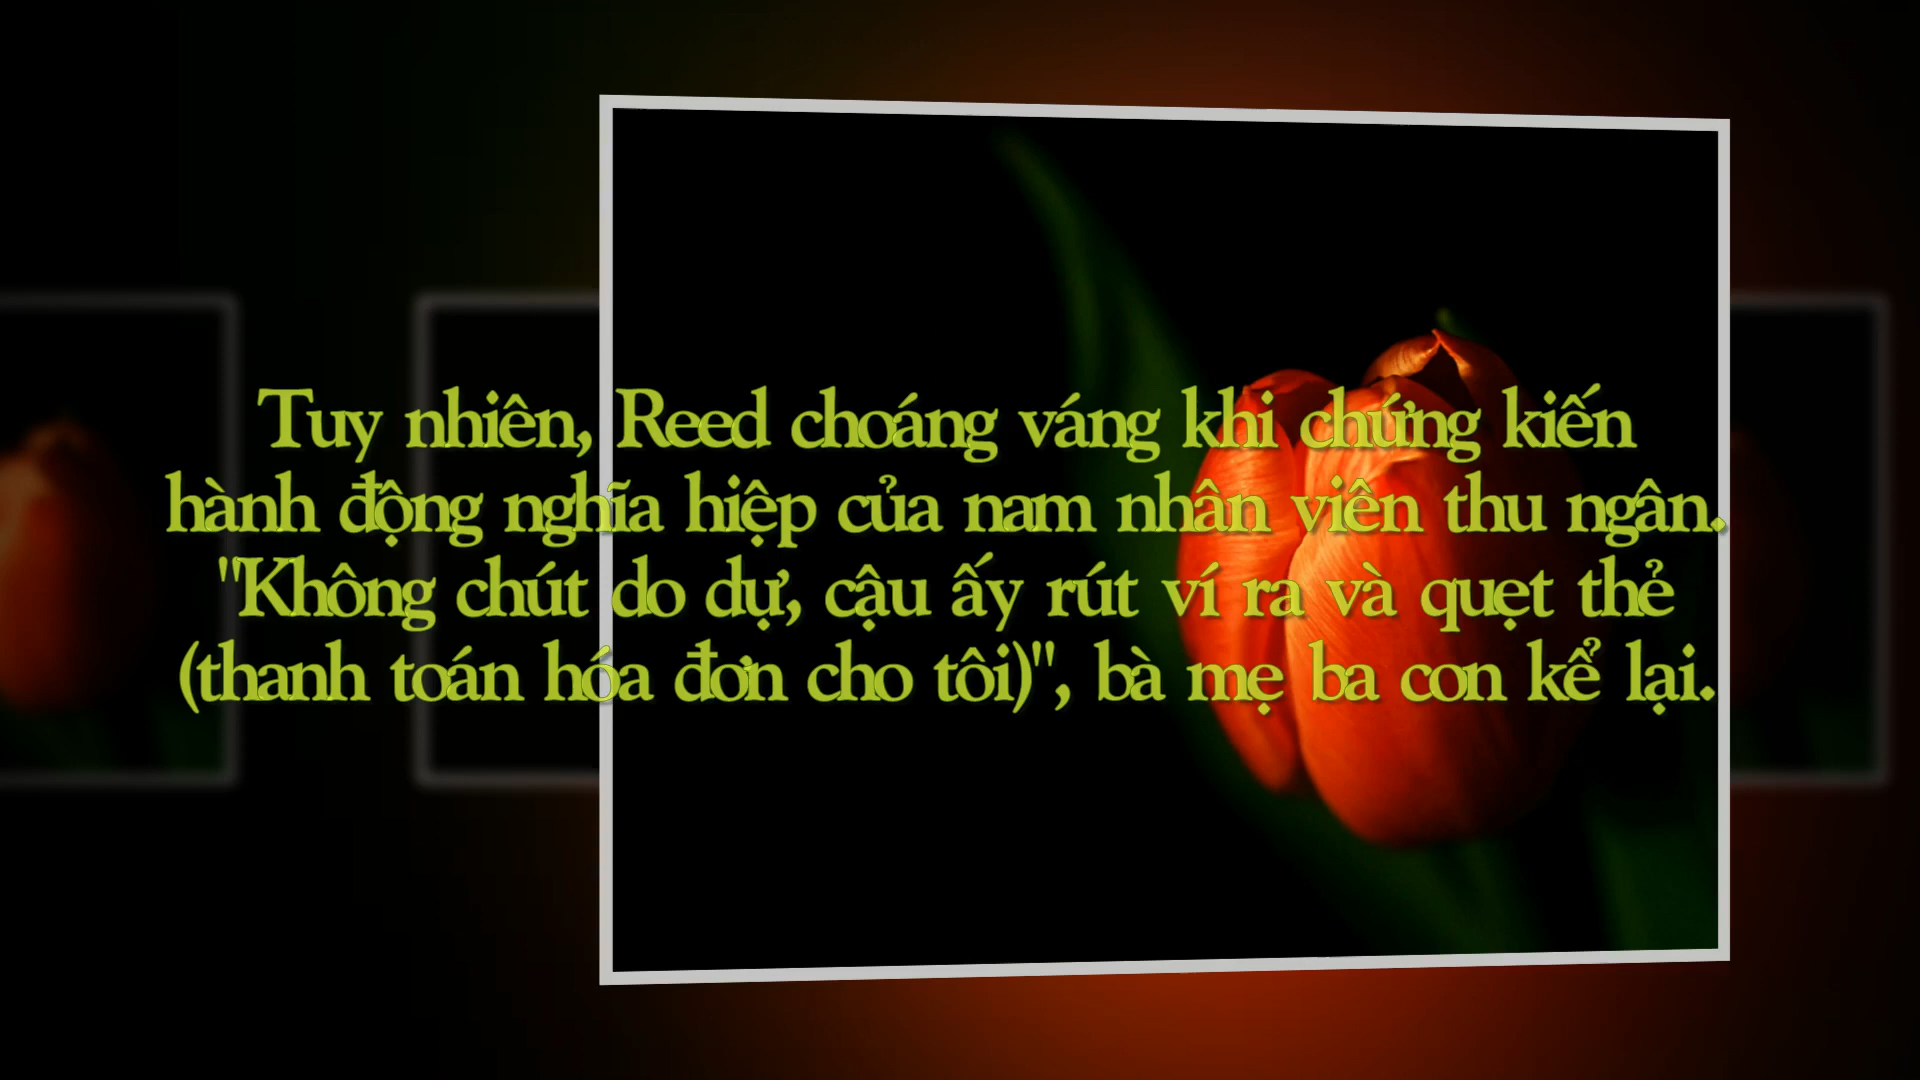 Tuy nhiên, Reed choáng váng khi chứng kiến
hành động nghĩa hiệp của nam nhân viên thu ngân.
"Không chút do dự, cậu ấy rút ví ra và quẹt thẻ
(thanh toán hóa đơn cho tôi)", bà mẹ ba con kể lại.